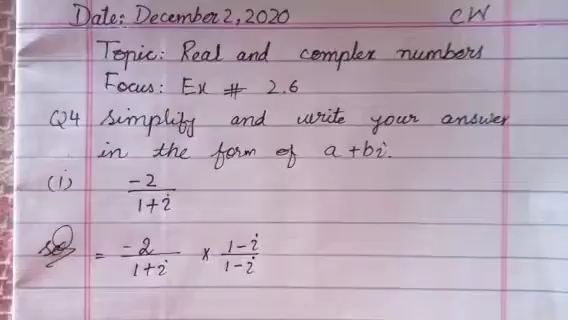 Date: December 2, 2020 CW
Topic: Real and complex numbers
Focus: Ex # 2.6
Q4 Simplify and write your answer
in the form of a+bi.
(i) -2/1+i
Sol = -2/1+i × 1-i/1-i